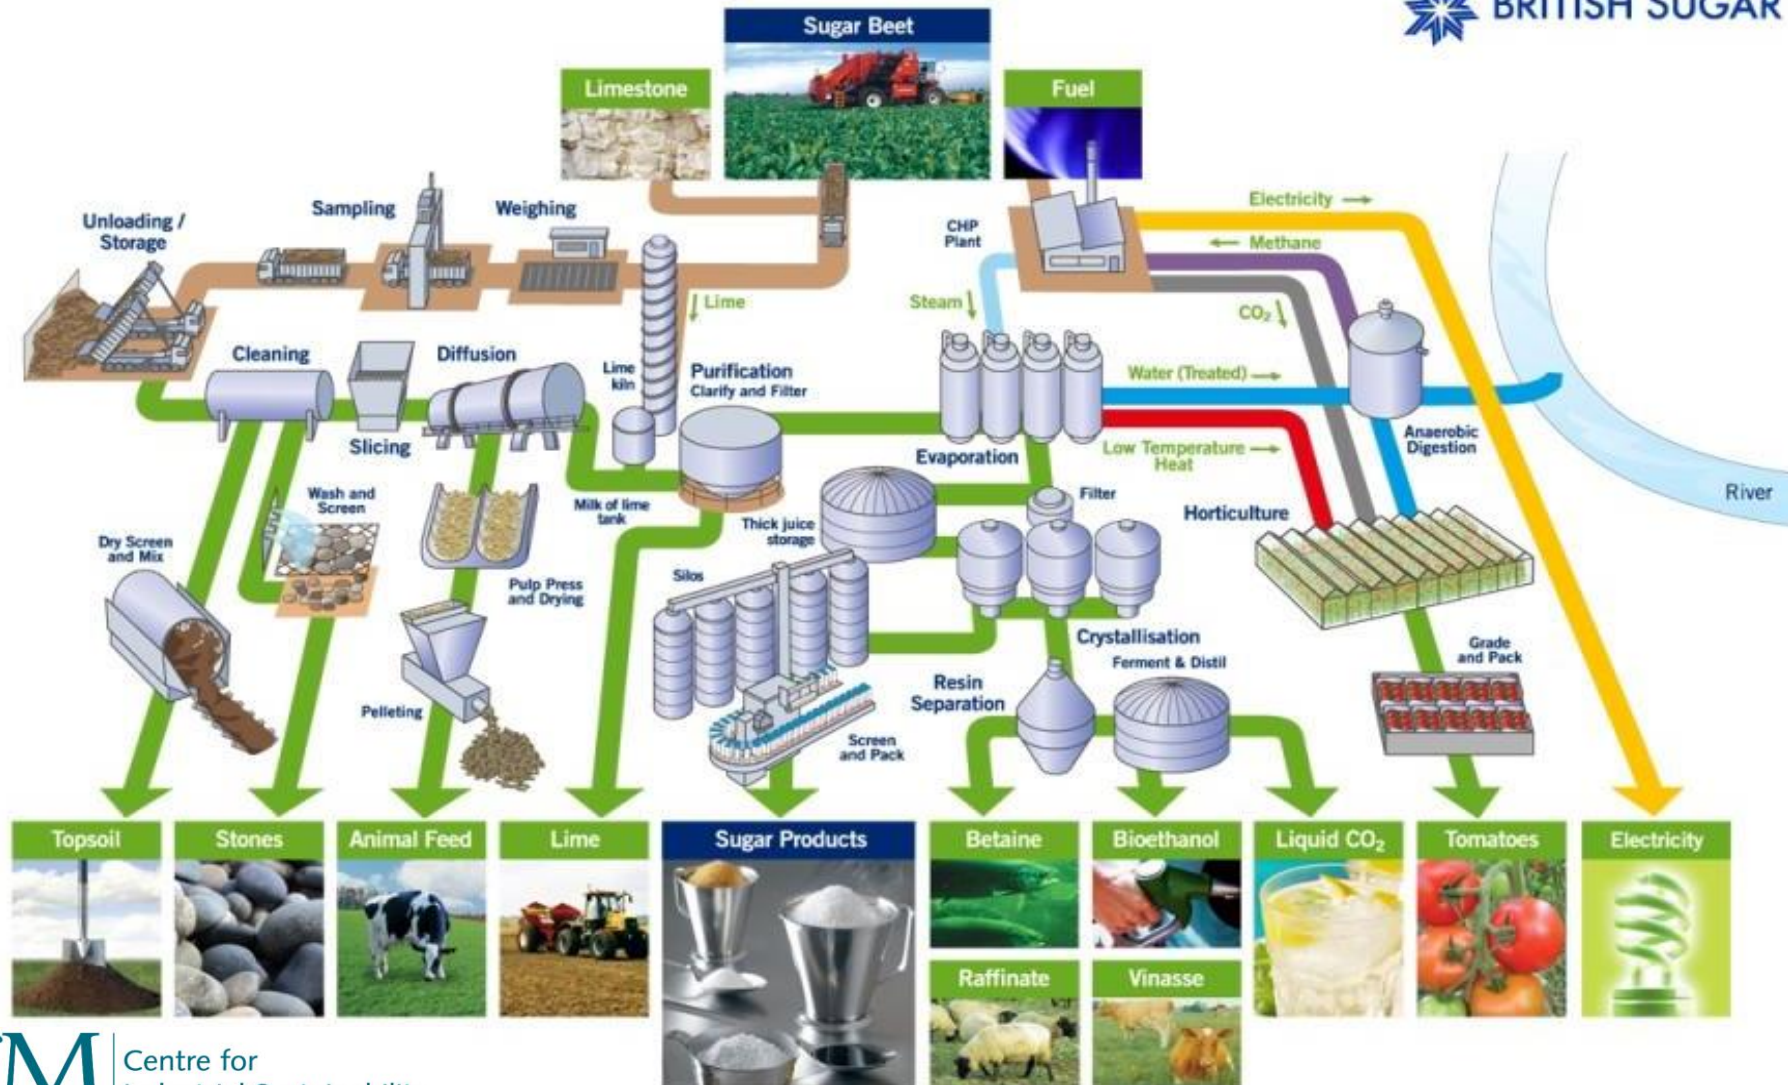 BRITISH SUGAR
Sugar Beet
Limestone
Fuel
Unloading /
Storage
Sampling
Weighing
CHP
Plant
Electricity →
← Methane
↓ Lime
Steam ↓
CO₂ ↓
Cleaning
Diffusion
Lime
kiln
Purification
Clarify and Filter
Water (Treated) →
Slicing
Evaporation
Low Temperature →
Heat
Anaerobic
Digestion
River
Wash and
Screen
Milk of lime
tank
Thick juice
storage
Filter
Horticulture
Dry Screen
and Mix
Pulp Press
and Drying
Silos
Crystallisation
Ferment & Distil
Grade
and Pack
Pelleting
Resin
Separation
Screen
and Pack
Topsoil
Stones
Animal Feed
Lime
Sugar Products
Betaine
Bioethanol
Liquid CO₂
Tomatoes
Electricity
Raffinate
Vinasse
Centre for